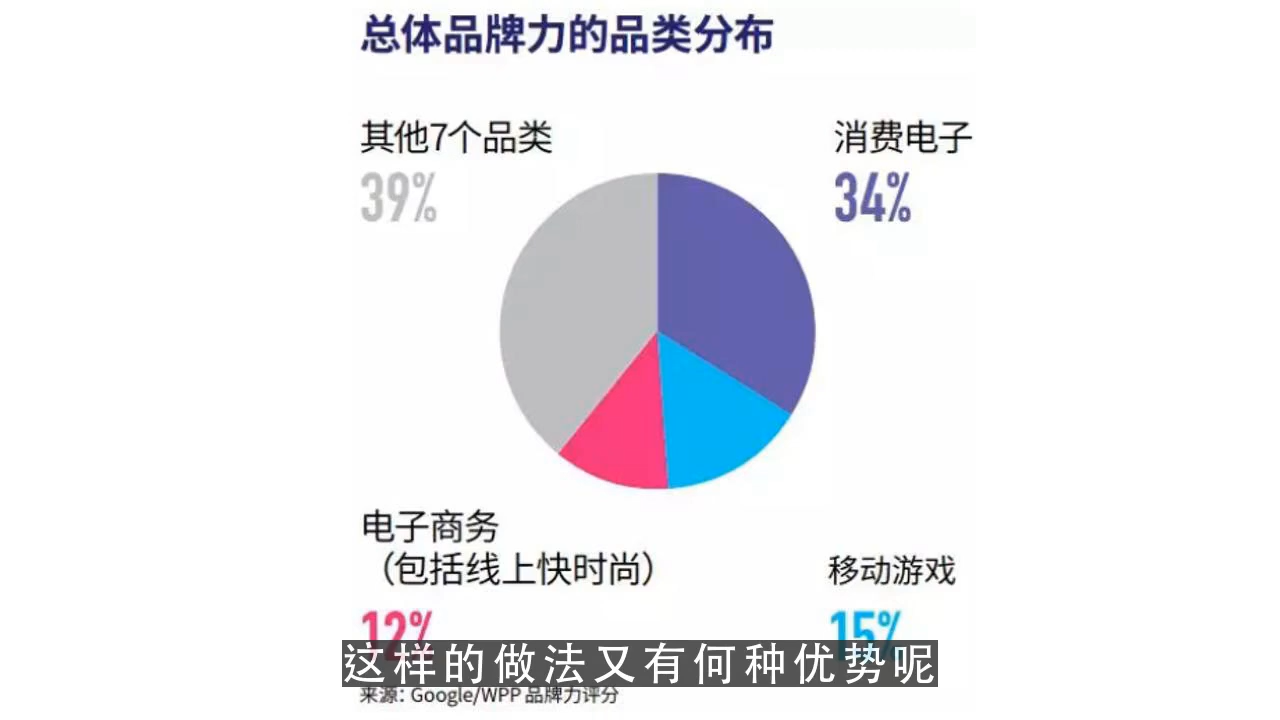 总体品牌力的品类分布
其他7个品类
39%
消费电子
34%
电子商务
（包括线上快时尚）
12%
移动游戏
15%
这样的做法又有何种优势呢
来源：Google/WPP 品牌力评分